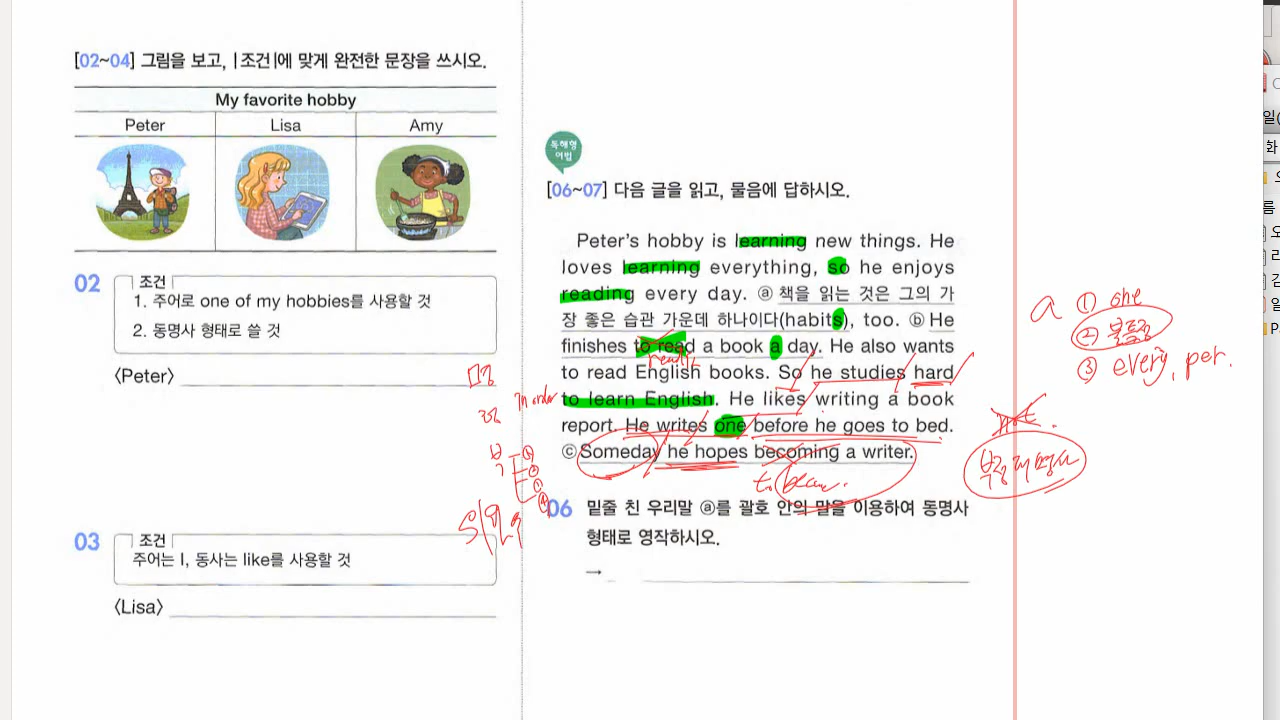 [02~04] 그림을 보고, |조건|에 맞게 완전한 문장을 쓰시오.
My favorite hobby
Peter Lisa Amy
02
조건
1. 주어로 one of my hobbies를 사용할 것
2. 동명사 형태로 쓸 것
〈Peter〉
03
조건
주어는 I, 동사는 like를 사용할 것
〈Lisa〉
독해형
어법
[06~07] 다음 글을 읽고, 물음에 답하시오.
Peter's hobby is learning new things. He
loves learning everything, so he enjoys
reading every day. ⓐ 책을 읽는 것은 그의 가
장 좋은 습관 가운데 하나이다(habits), too. ⓑ He
finishes to read a book a day. He also wants
to read English books. So he studies hard
in order
to learn English. He likes writing a book
report. He writes one before he goes to bed.
ⓒ Someday he hopes becoming a writer.
06 밑줄 친 우리말 ⓐ를 괄호 안의 말을 이용하여 동명사
형태로 영작하시오.
→
a ① one
② 불특정
③ every, per.